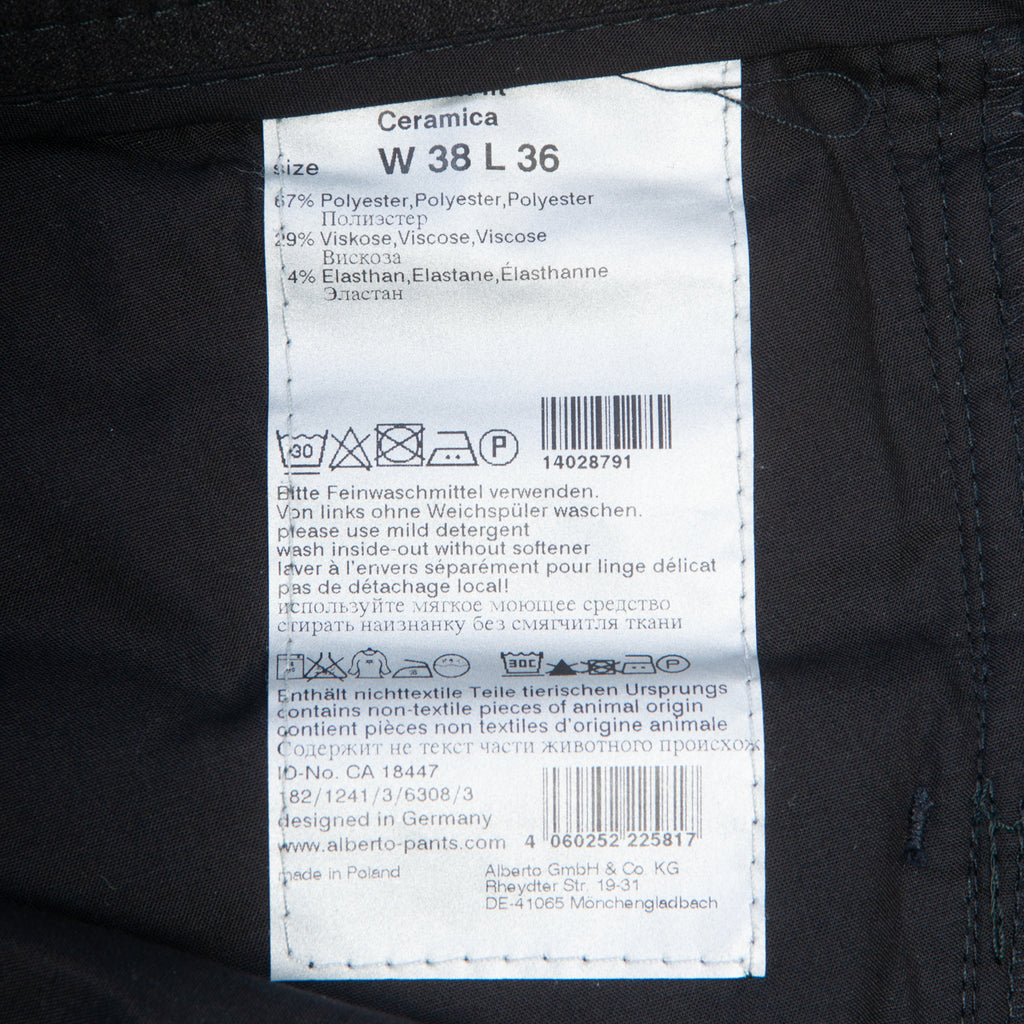 Ceramica
size W 38 L 36
67% Polyester,Polyester,Polyester
Полиэстер
29% Viskose,Viscose,Viscose
Вискоза
4% Elasthan,Elastane,Élasthanne
Эластан
30 P
14028791
Bitte Feinwaschmittel verwenden.
Von links ohne Weichspüler waschen.
please use mild detergent
wash inside-out without softener
laver à l'envers séparément pour linge délicat
pas de détachage local!
используйте мягкое моющее средство
стирать наизнанку без смягчитля ткани
30C P
Enthält nichttextile Teile tierischen Ursprungs
contains non-textile pieces of animal origin
contient pièces non textiles d'origine animale
Содержит не текст части животного происхож
ID-No. CA 18447
182/1241/3/6308/3
designed in Germany
www.alberto-pants.com
4 060252 225817
made in Poland
Alberto GmbH & Co. KG
Rheydter Str. 19-31
DE-41065 Mönchengladbach